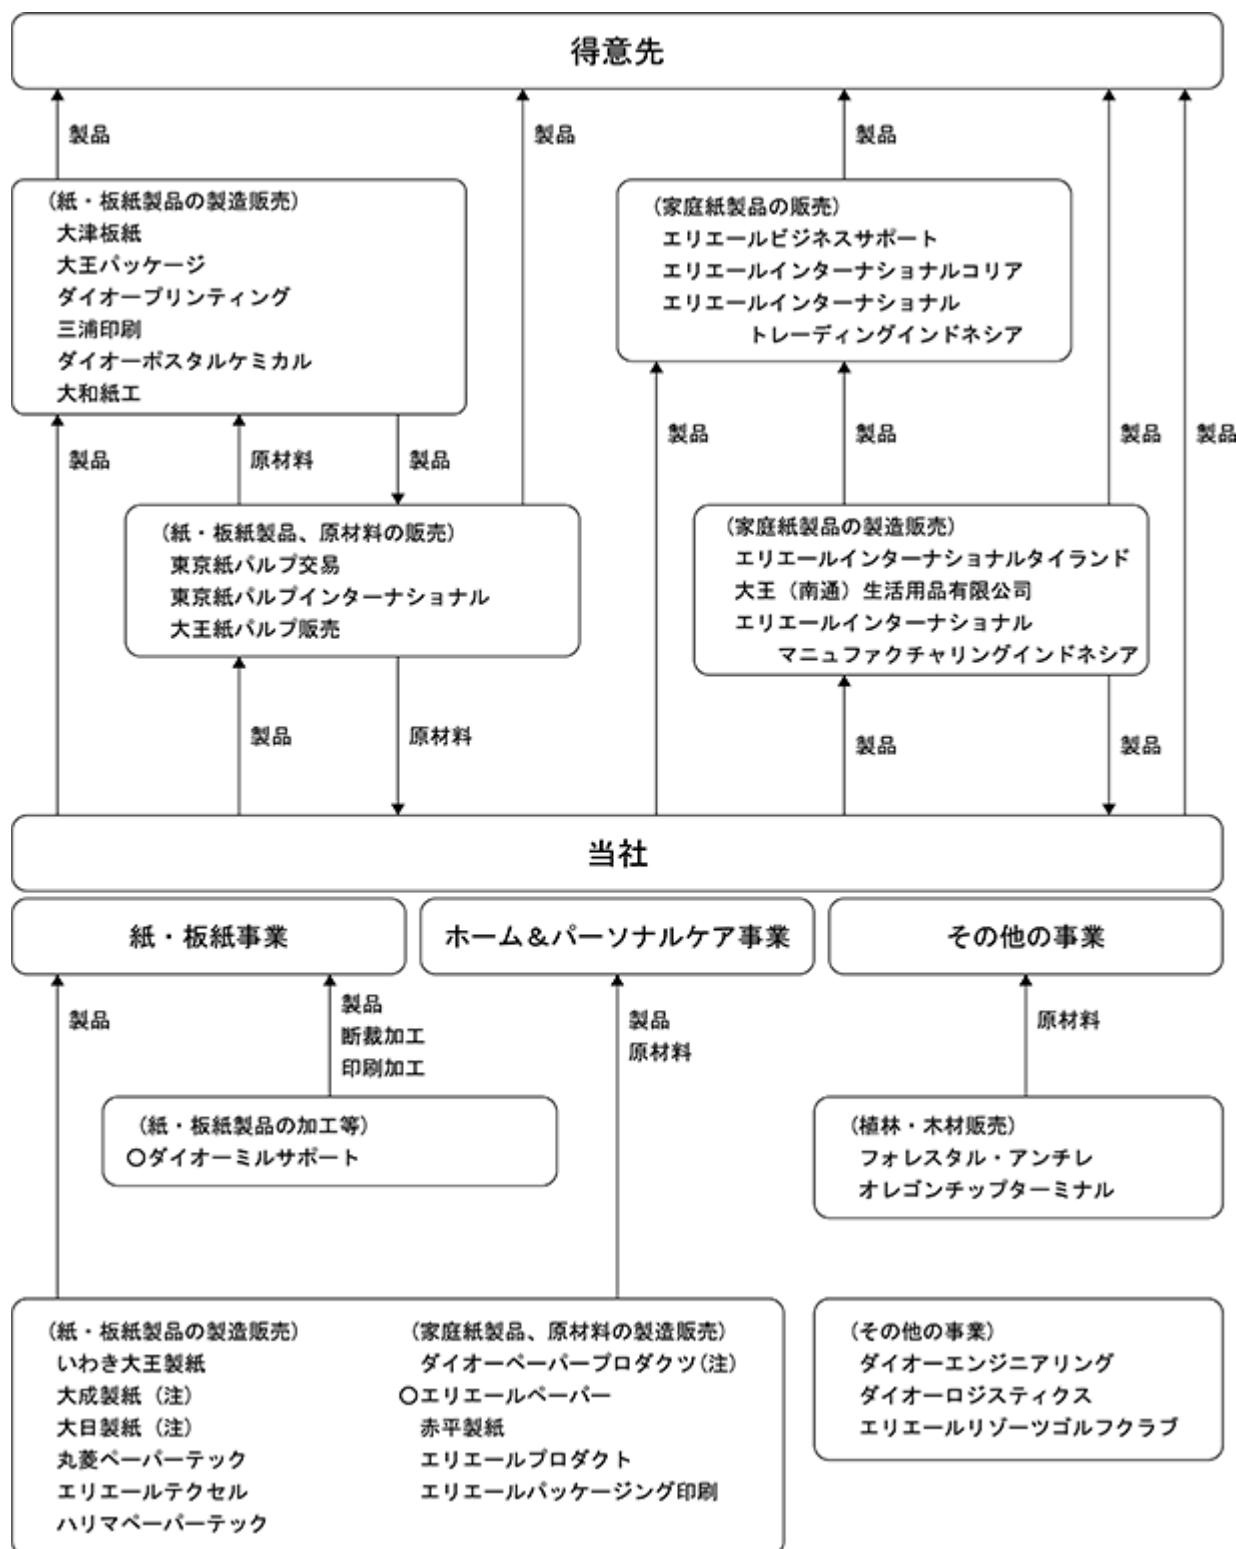 得意先
製品
製品
製品
製品
(紙・板紙製品の製造販売)
大津板紙
大王パッケージ
ダイオープリンティング
三浦印刷
ダイオーポスタルケミカル
大和紙工
(家庭紙製品の販売)
エリエールビジネスサポート
エリエールインターナショナルコリア
エリエールインターナショナル
トレーディングインドネシア
製品
原材料
製品
製品
製品
製品
(紙・板紙製品、原材料の販売)
東京紙パルプ交易
東京紙パルプインターナショナル
大王紙パルプ販売
(家庭紙製品の製造販売)
エリエールインターナショナルタイランド
大王（南通）生活用品有限公司
エリエールインターナショナル
マニュファクチャリングインドネシア
製品
原材料
製品
製品
当社
紙・板紙事業
ホーム＆パーソナルケア事業
その他の事業
製品
製品
断裁加工
印刷加工
製品
原材料
原材料
(紙・板紙製品の加工等)
○ダイオーミルサポート
(植林・木材販売)
フォレスタル・アンチレ
オレゴンチップターミナル
(紙・板紙製品の製造販売)
いわき大王製紙
大成製紙（注）
大日製紙（注）
丸菱ペーパーテック
エリエールテクセル
ハリマペーパーテック
(家庭紙製品、原材料の製造販売)
ダイオーペーパープロダクツ(注)
○エリエールペーパー
赤平製紙
エリエールプロダクト
エリエールパッケージング印刷
(その他の事業)
ダイオーエンジニアリング
ダイオーロジスティクス
エリエールリゾーツゴルフクラブ